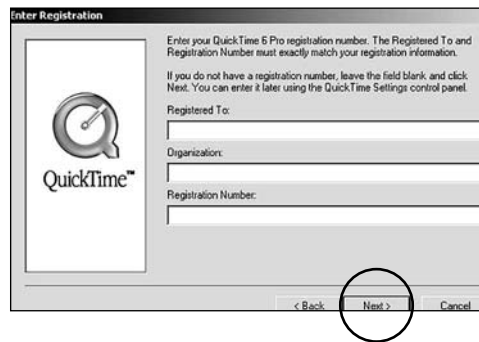 Enter Registration
Enter your QuickTime 6 Pro registration number. The Registered To and
Registration Number must exactly match your registration information.
If you do not have a registration number, leave the field blank and click
Next. You can enter it later using the QuickTime Settings control panel.
Registered To:
Organization:
Registration Number:
QuickTime™
< Back
Next >
Cancel